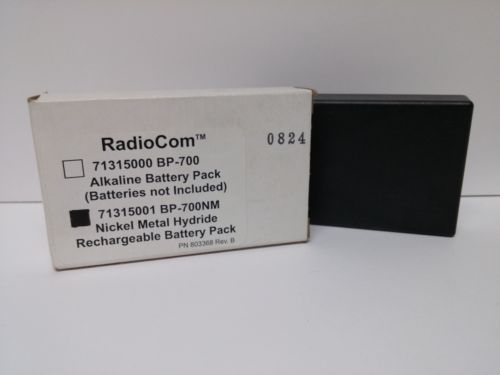 RadioCom™
0824
71315000 BP-700
Alkaline Battery Pack
(Batteries not Included)
71315001 BP-700NM
Nickel Metal Hydride
Rechargeable Battery Pack
PN 803368 Rev. B